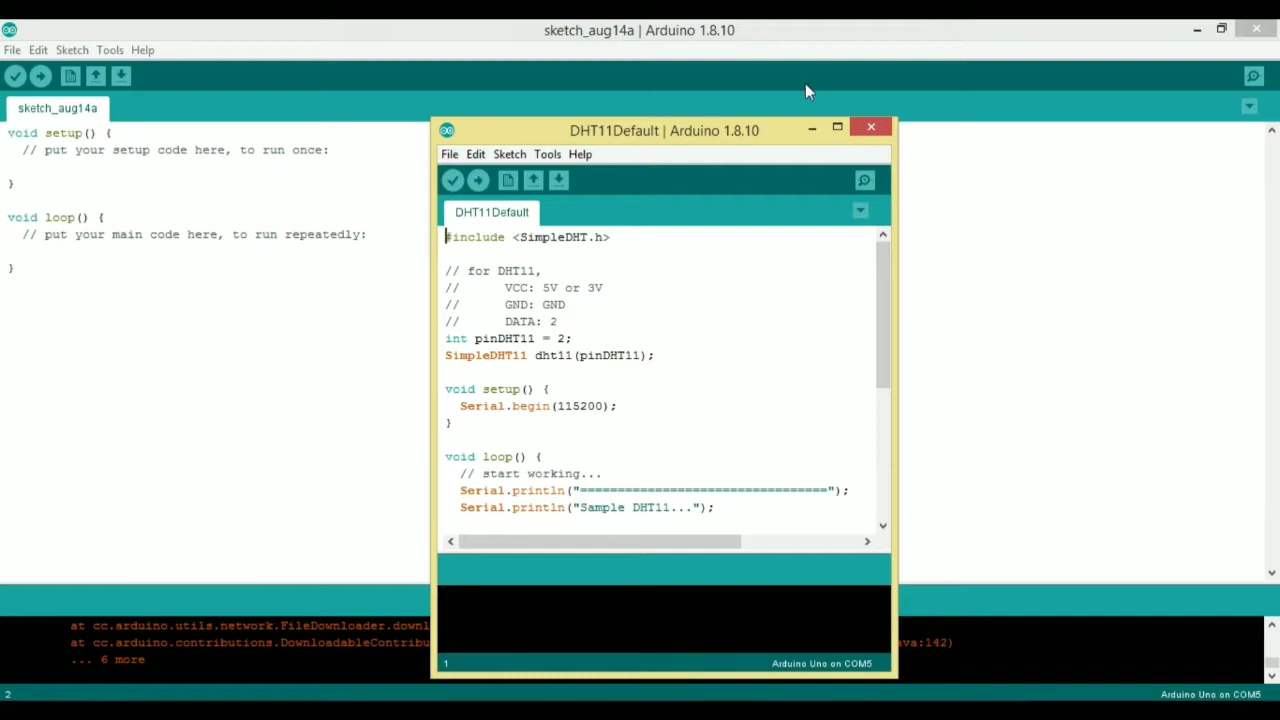 sketch_aug14a | Arduino 1.8.10
File Edit Sketch Tools Help
sketch_aug14a
void setup() {
// put your setup code here, to run once:
}
void loop() {
// put your main code here, to run repeatedly:
}
at cc.arduino.utils.network.FileDownloader.downl
at cc.arduino.contributions.DownloadableContribu
ava:142)
... 6 more
2
Arduino Uno on COM5
DHT11Default | Arduino 1.8.10
File Edit Sketch Tools Help
DHT11Default
#include <SimpleDHT.h>
// for DHT11,
// VCC: 5V or 3V
// GND: GND
// DATA: 2
int pinDHT11 = 2;
SimpleDHT11 dht11(pinDHT11);
void setup() {
Serial.begin(115200);
}
void loop() {
// start working...
Serial.println("=================================");
Serial.println("Sample DHT11...");
1
Arduino Uno on COM5